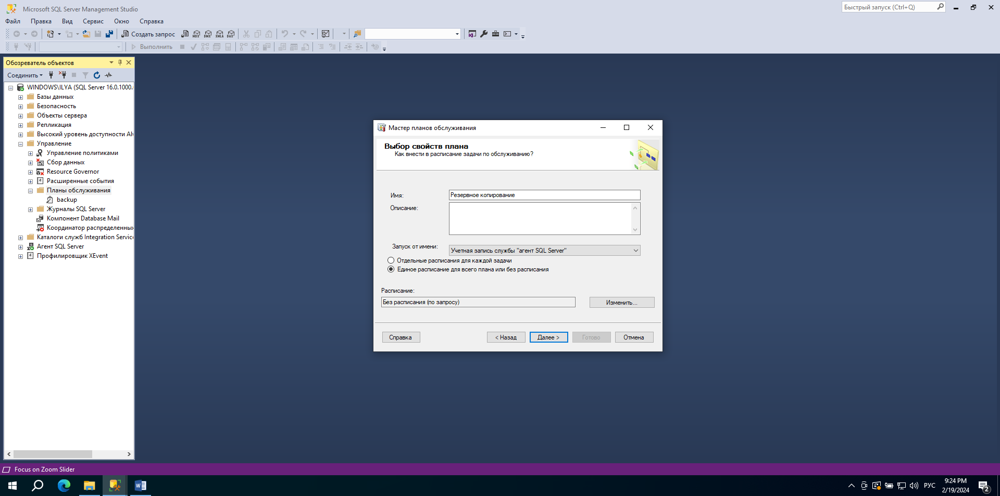 Microsoft SQL Server Management Studio
Быстрый запуск (Ctrl+Q)
Файл Правка Вид Сервис Окно Справка
Создать запрос MDX DMX XMLA DAX
Выполнить
Обозреватель объектов
Соединить
WINDOWS\ILYA (SQL Server 16.0.1000.
Базы данных
Безопасность
Объекты сервера
Репликация
Высокий уровень доступности Al
Управление
Управление политиками
Сбор данных
Resource Governor
Расширенные события
Планы обслуживания
backup
Журналы SQL Server
Компонент Database Mail
Координатор распределенных
Каталоги служб Integration Servic
Агент SQL Server
Профилировщик XEvent
Мастер планов обслуживания
Выбор свойств плана
Как внести в расписание задачи по обслуживанию?
Имя: Резервное копирование
Описание:
Запуск от имени: Учетная запись службы "агент SQL Server"
Отдельные расписания для каждой задачи
Единое расписание для всего плана или без расписания
Расписание:
Без расписания (по запросу) Изменить...
Справка < Назад Далее > Готово Отмена
Focus on Zoom Slider
РУС
9:24 PM
2/19/2024
2